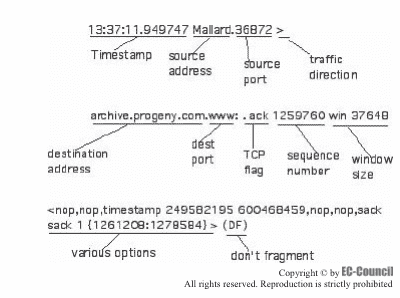 13:37:11.949747 Mallard.36872 >
Timestamp
source
address
source
port
traffic
direction
archive.progeny.com.www: . ack 1259760 win 37648
destination
address
dest
port
TCP
flag
sequence
number
window
size
<nop,nop,timestamp 249582195 600468459,nop,nop,sack
sack 1 {1261208:1278584} > (DF)
various options
don't fragment
Copyright © by EC-Council
All rights reserved. Reproduction is strictly prohibited